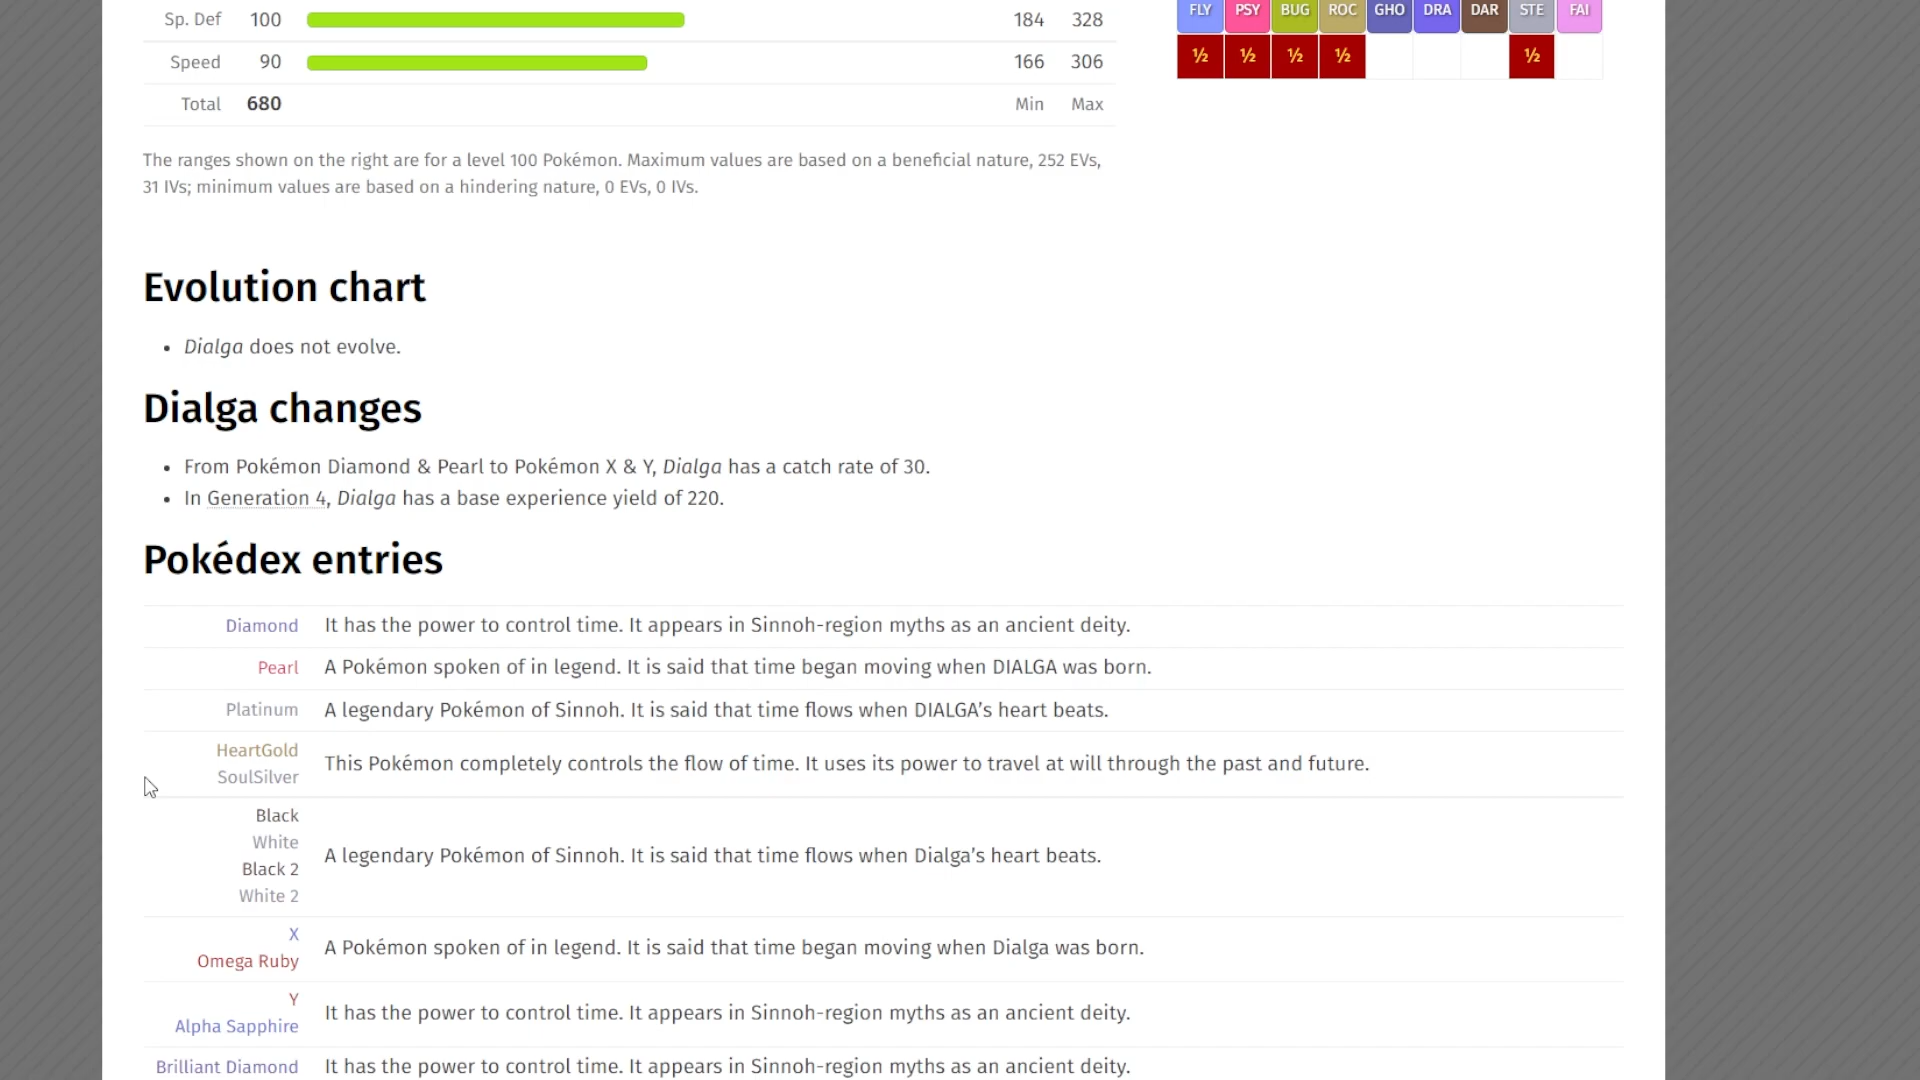 Sp. Def 100 184 328
Speed 90 166 306
Total 680 Min Max
FLY PSY BUG ROC GHO DRA DAR STE FAI
½ ½ ½ ½ ½
The ranges shown on the right are for a level 100 Pokémon. Maximum values are based on a beneficial nature, 252 EVs,
31 IVs; minimum values are based on a hindering nature, 0 EVs, 0 IVs.
Evolution chart
• Dialga does not evolve.
Dialga changes
• From Pokémon Diamond & Pearl to Pokémon X & Y, Dialga has a catch rate of 30.
• In Generation 4, Dialga has a base experience yield of 220.
Pokédex entries
Diamond It has the power to control time. It appears in Sinnoh-region myths as an ancient deity.
Pearl A Pokémon spoken of in legend. It is said that time began moving when DIALGA was born.
Platinum A legendary Pokémon of Sinnoh. It is said that time flows when DIALGA’s heart beats.
HeartGold
SoulSilver
This Pokémon completely controls the flow of time. It uses its power to travel at will through the past and future.
Black
White
Black 2
White 2
A legendary Pokémon of Sinnoh. It is said that time flows when Dialga’s heart beats.
X
Omega Ruby
A Pokémon spoken of in legend. It is said that time began moving when Dialga was born.
Y
Alpha Sapphire
It has the power to control time. It appears in Sinnoh-region myths as an ancient deity.
Brilliant Diamond It has the power to control time. It appears in Sinnoh-region myths as an ancient deity.